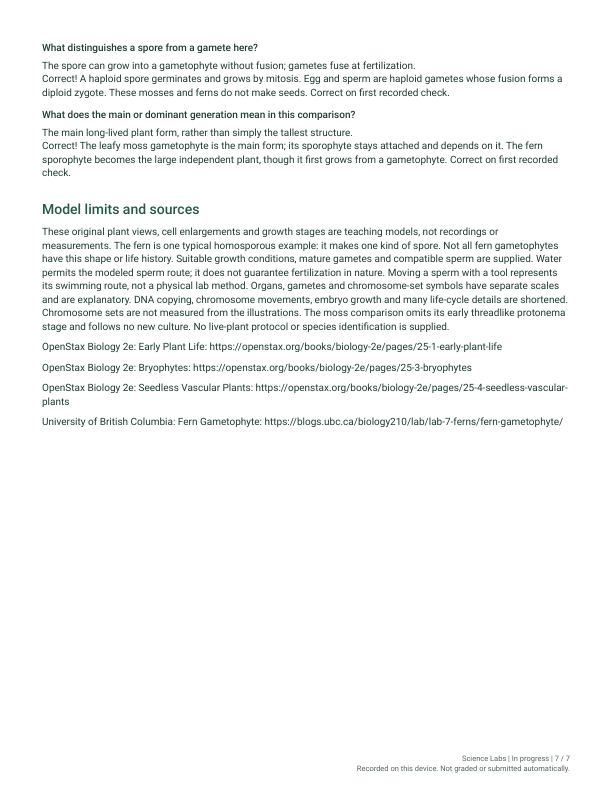 What distinguishes a spore from a gamete here?
The spore can grow into a gametophyte without fusion; gametes fuse at fertilization.
Correct! A haploid spore germinates and grows by mitosis. Egg and sperm are haploid gametes whose fusion forms a
diploid zygote. These mosses and ferns do not make seeds. Correct on first recorded check.
What does the main or dominant generation mean in this comparison?
The main long-lived plant form, rather than simply the tallest structure.
Correct! The leafy moss gametophyte is the main form; its sporophyte stays attached and depends on it. The fern
sporophyte becomes the large independent plant, though it first grows from a gametophyte. Correct on first recorded
check.
Model limits and sources
These original plant views, cell enlargements and growth stages are teaching models, not recordings or
measurements. The fern is one typical homosporous example: it makes one kind of spore. Not all fern gametophytes
have this shape or life history. Suitable growth conditions, mature gametes and compatible sperm are supplied. Water
permits the modeled sperm route; it does not guarantee fertilization in nature. Moving a sperm with a tool represents
its swimming route, not a physical lab method. Organs, gametes and chromosome-set symbols have separate scales
and are explanatory. DNA copying, chromosome movements, embryo growth and many life-cycle details are shortened.
Chromosome sets are not measured from the illustrations. The moss comparison omits its early threadlike protonema
stage and follows no new culture. No live-plant protocol or species identification is supplied.
OpenStax Biology 2e: Early Plant Life: https://openstax.org/books/biology-2e/pages/25-1-early-plant-life
OpenStax Biology 2e: Bryophytes: https://openstax.org/books/biology-2e/pages/25-3-bryophytes
OpenStax Biology 2e: Seedless Vascular Plants: https://openstax.org/books/biology-2e/pages/25-4-seedless-vascular-
plants
University of British Columbia: Fern Gametophyte: https://blogs.ubc.ca/biology210/lab/lab-7-ferns/fern-gametophyte/
Science Labs | In progress | 7 / 7
Recorded on this device. Not graded or submitted automatically.